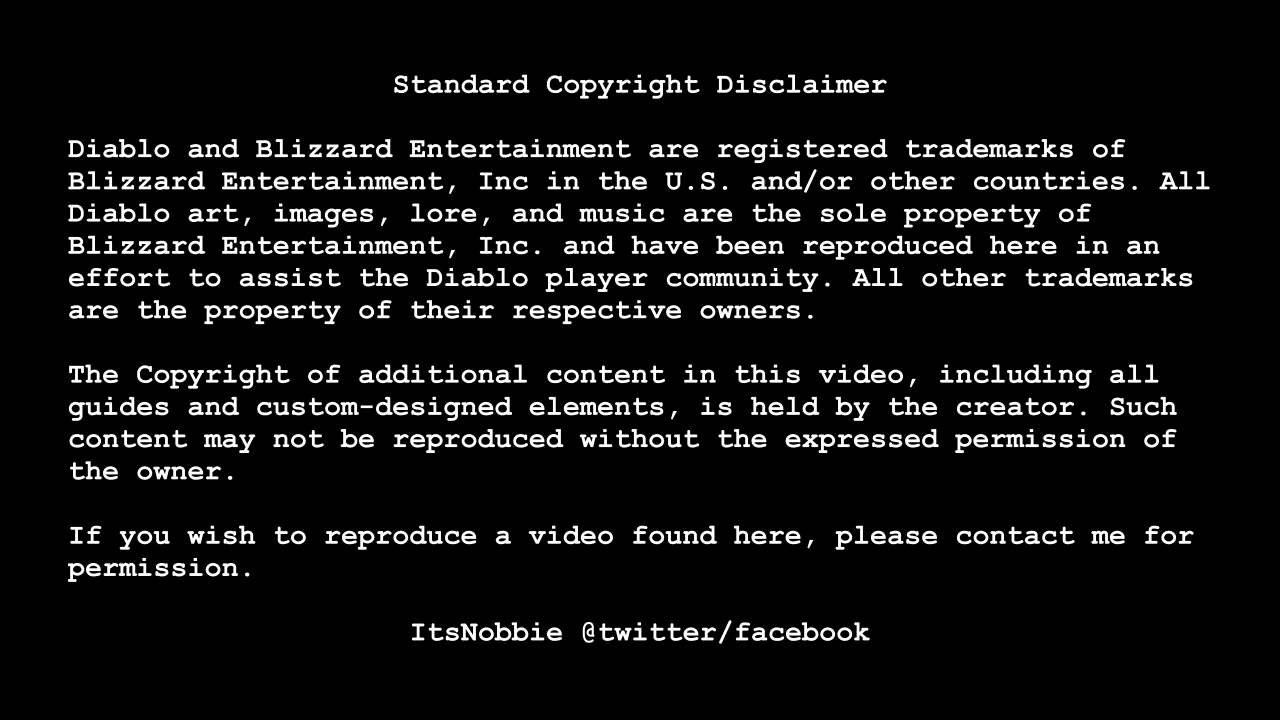 Standard Copyright Disclaimer
Diablo and Blizzard Entertainment are registered trademarks of
Blizzard Entertainment, Inc in the U.S. and/or other countries. All
Diablo art, images, lore, and music are the sole property of
Blizzard Entertainment, Inc. and have been reproduced here in an
effort to assist the Diablo player community. All other trademarks
are the property of their respective owners.
The Copyright of additional content in this video, including all
guides and custom-designed elements, is held by the creator. Such
content may not be reproduced without the expressed permission of
the owner.
If you wish to reproduce a video found here, please contact me for
permission.
ItsNobbie @twitter/facebook